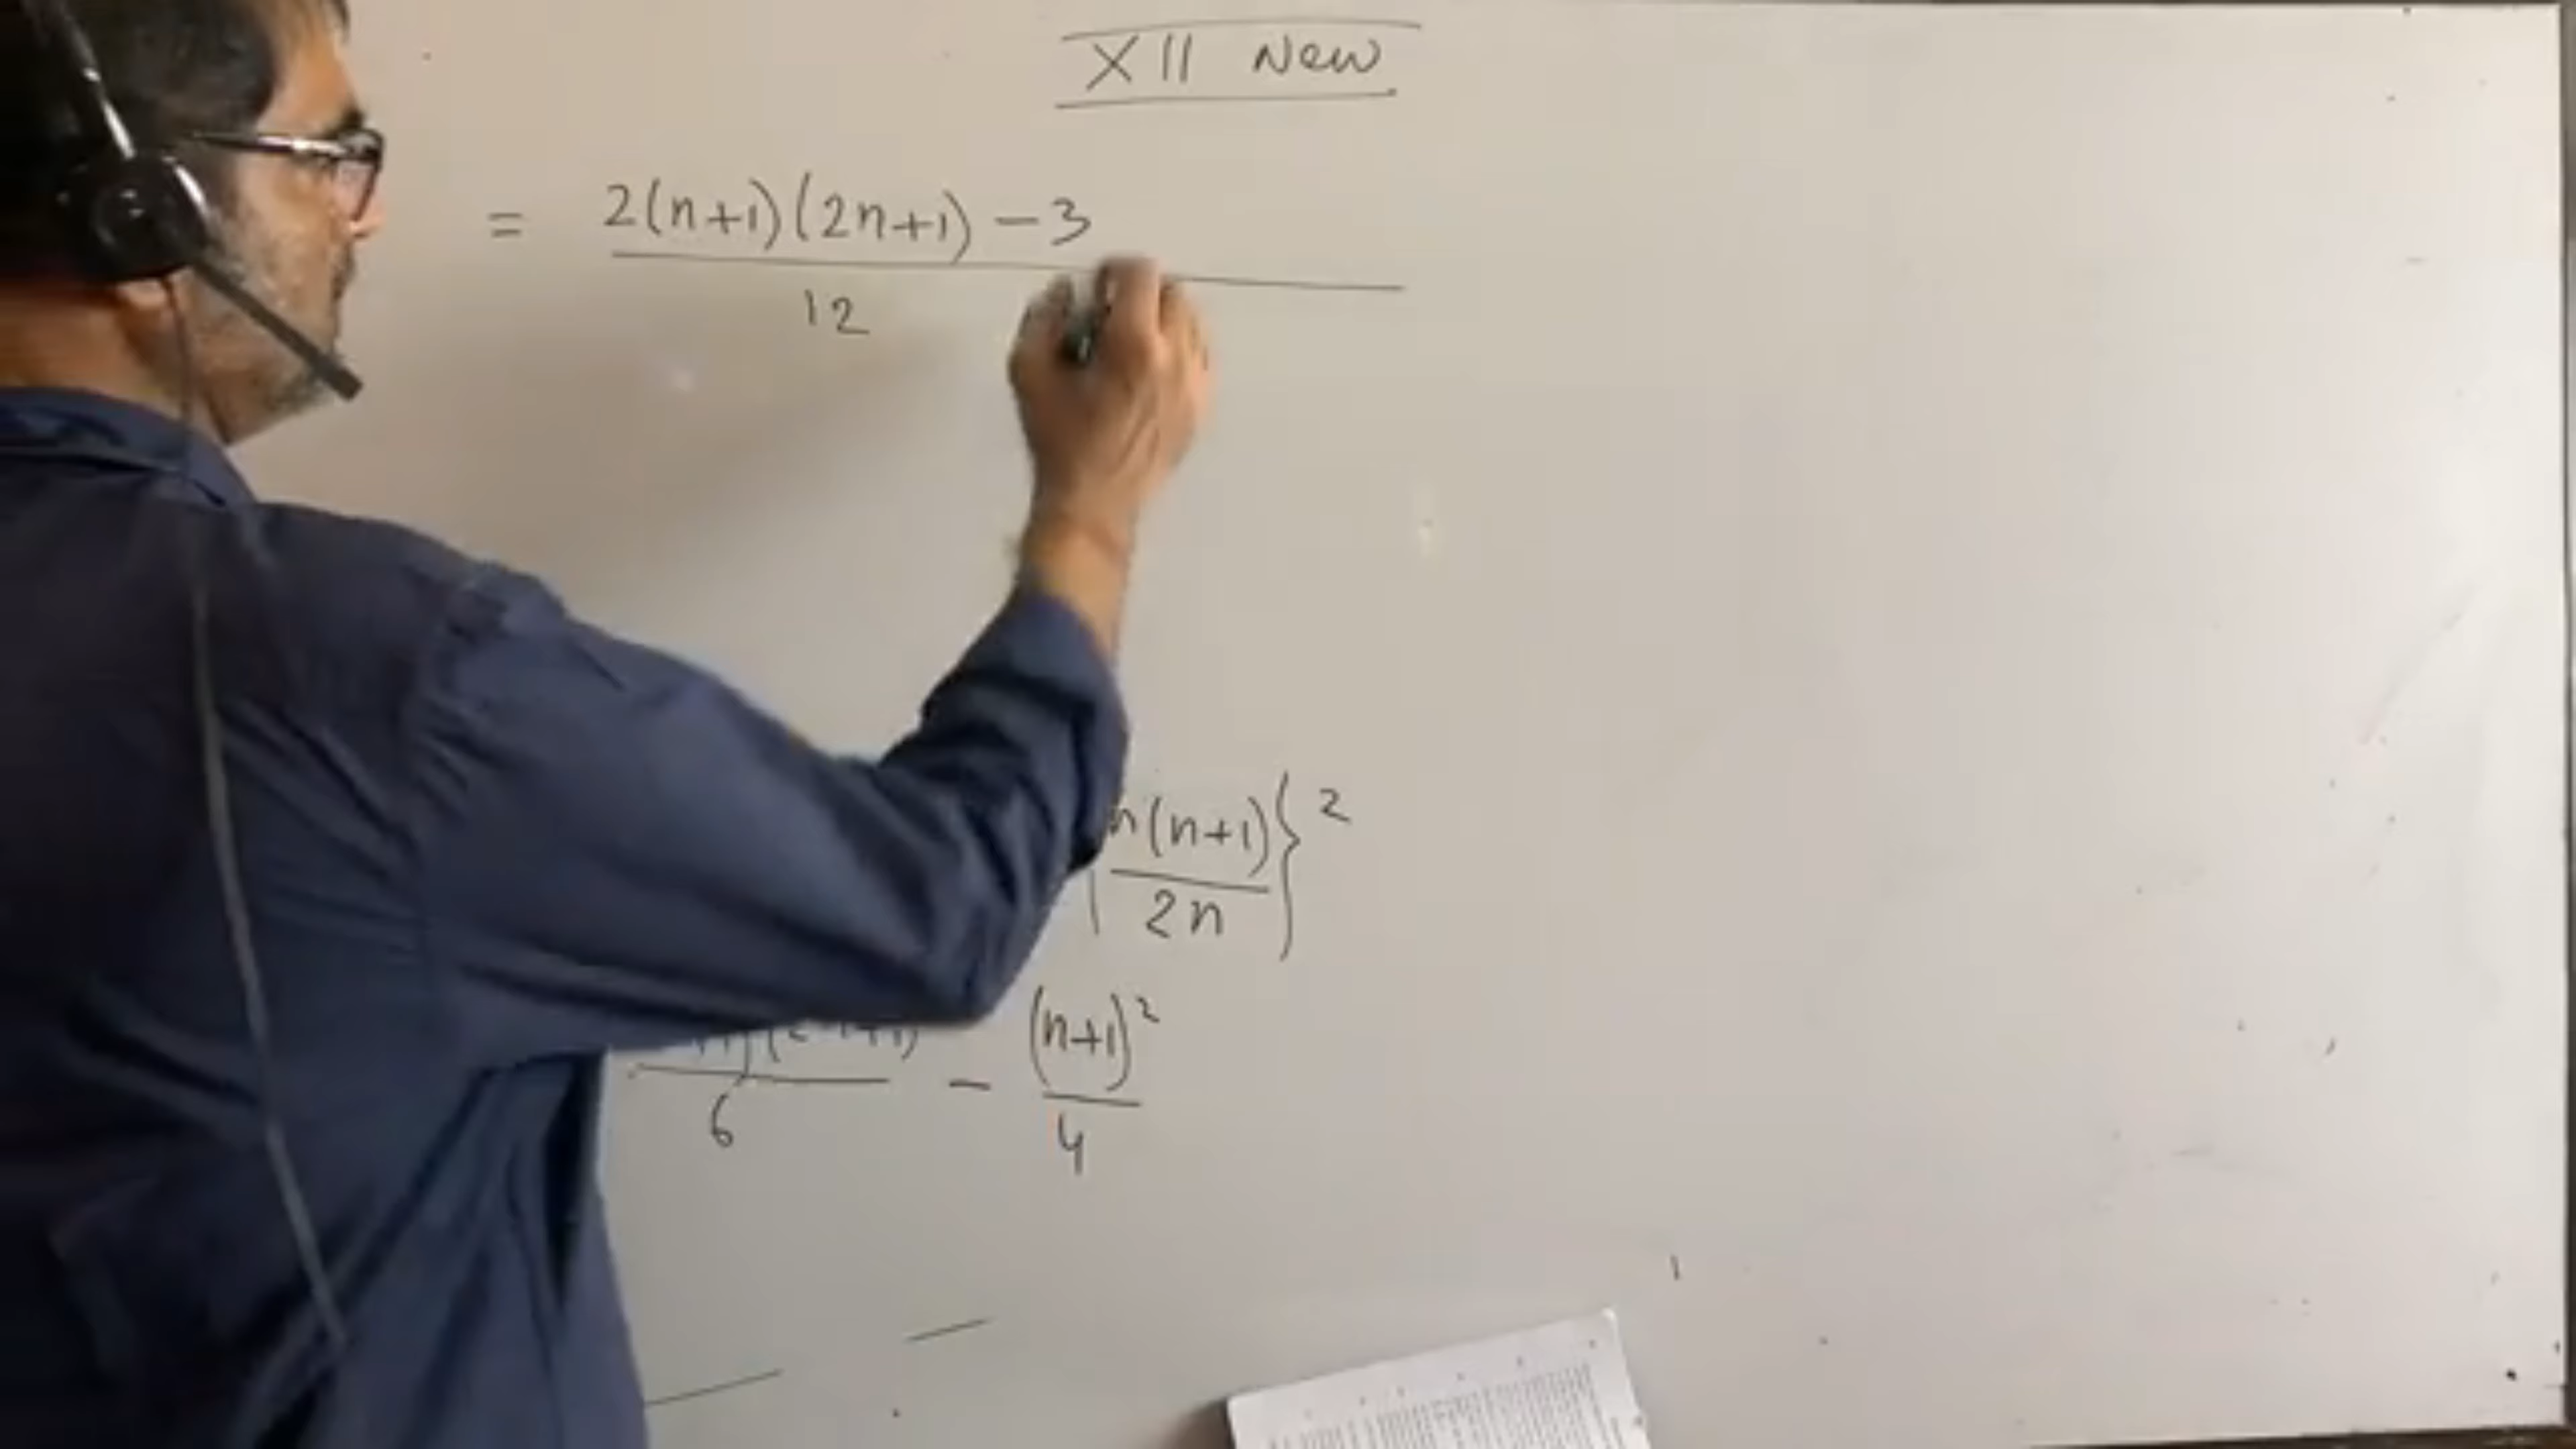 XII New
= 2(n+1)(2n+1) - 3
12
n(n+1)}²
2n
- (n+1)²
6
4